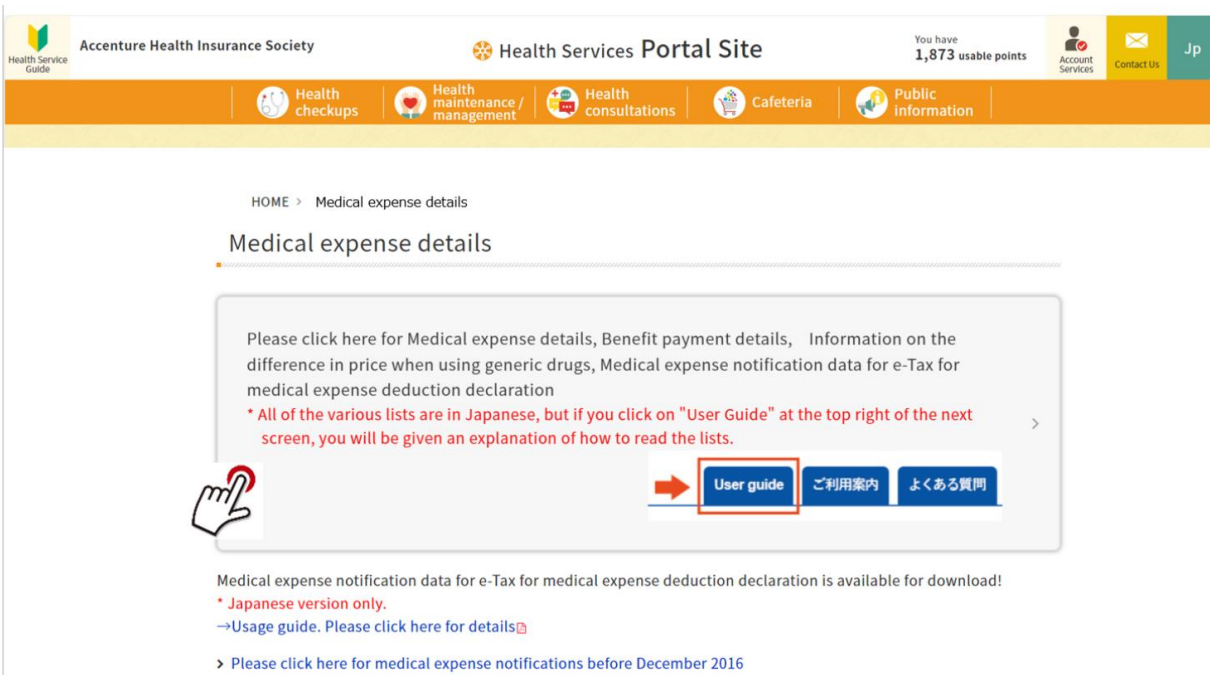 Health Service
Guide
Accenture Health Insurance Society
Health Services Portal Site
You have
1,873 usable points
Account
Services
Contact Us
Jp
Health
checkups
Health
maintenance /
management
Health
consultations
Cafeteria
Public
information
HOME > Medical expense details
Medical expense details
Please click here for Medical expense details, Benefit payment details, Information on the
difference in price when using generic drugs, Medical expense notification data for e-Tax for
medical expense deduction declaration
* All of the various lists are in Japanese, but if you click on "User Guide" at the top right of the next
screen, you will be given an explanation of how to read the lists.
User guide ご利用案内 よくある質問
Medical expense notification data for e-Tax for medical expense deduction declaration is available for download!
* Japanese version only.
→Usage guide. Please click here for details
> Please click here for medical expense notifications before December 2016